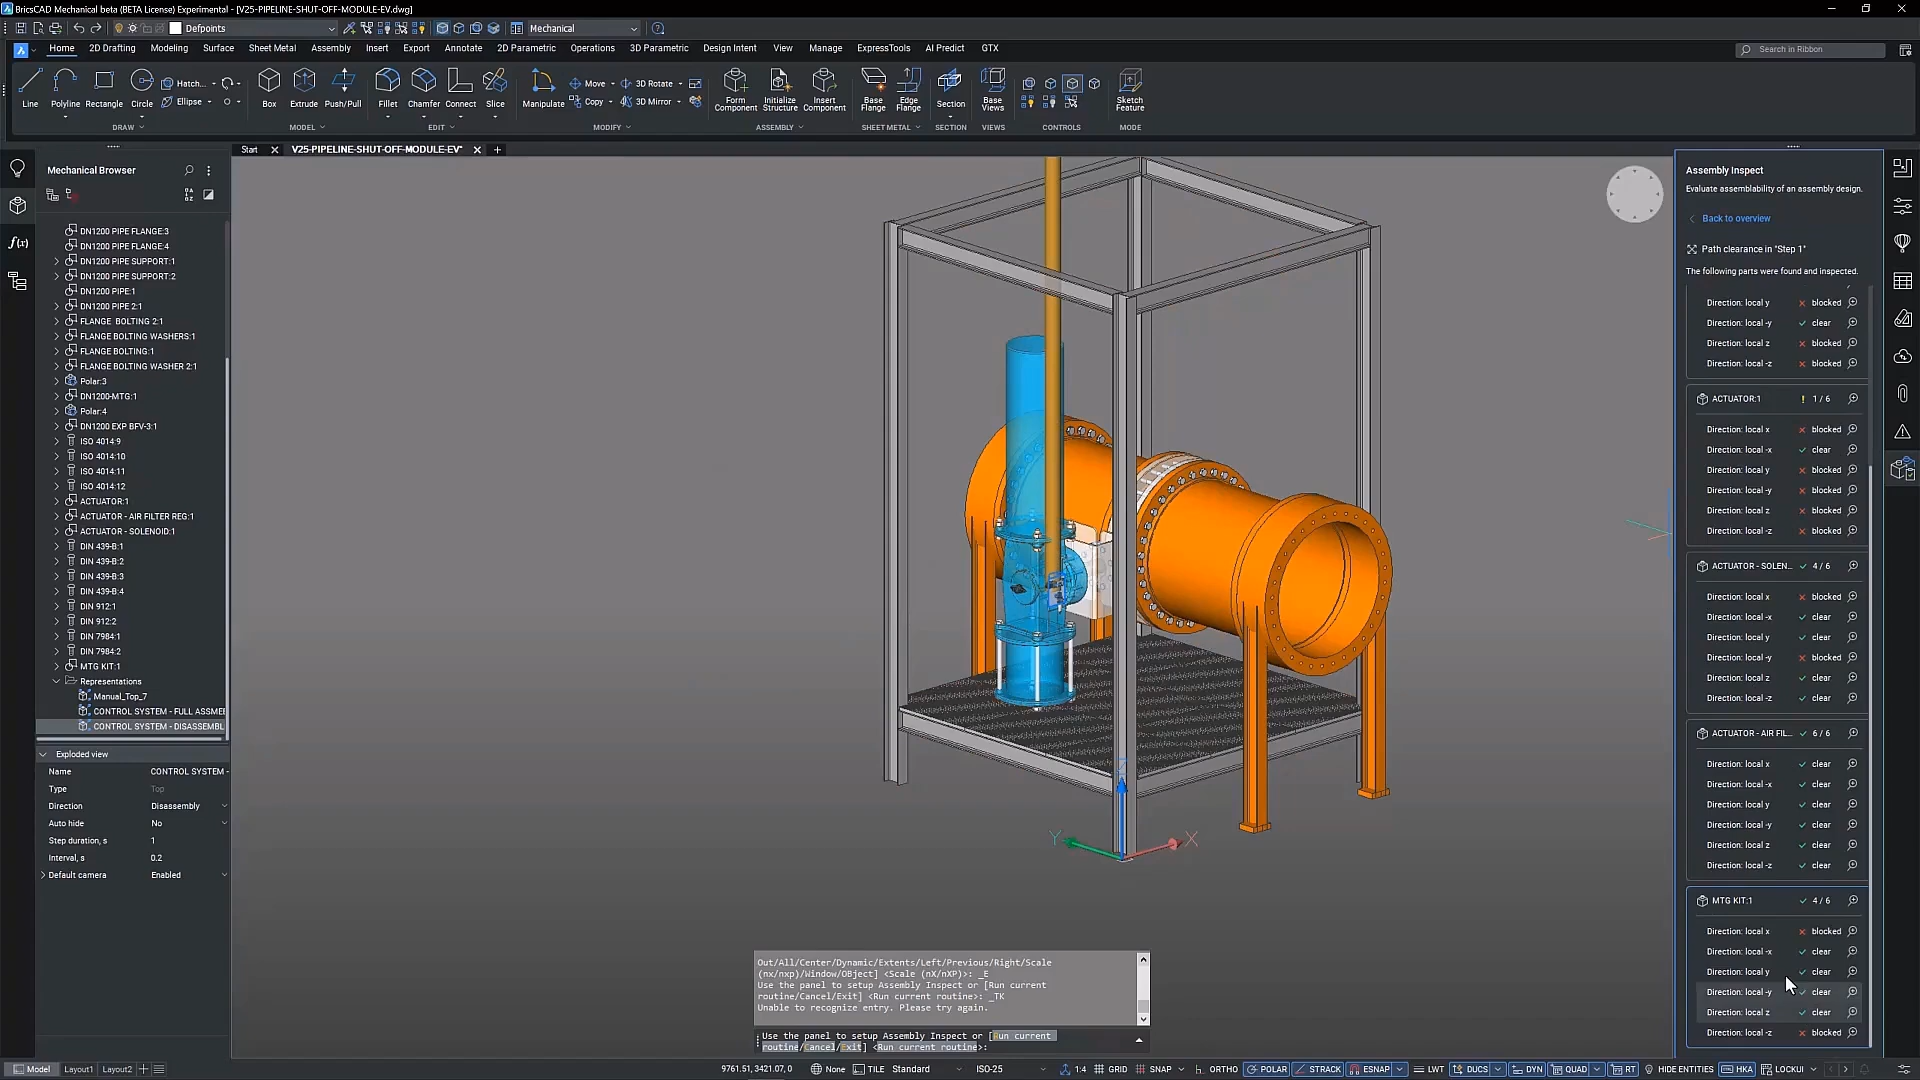 BricsCAD Mechanical beta (BETA License) Experimental - [V25-PIPELINE-SHUT-OFF-MODULE-EV.dwg]
Defpoints
Mechanical
Home 2D Drafting Modeling Surface Sheet Metal Assembly Insert Export Annotate 2D Parametric Operations 3D Parametric Design Intent View Manage ExpressTools AI Predict GTX
Search in Ribbon
Line Polyline Rectangle Circle Hatch... Ellipse
Box Extrude Push/Pull
Fillet Chamfer Connect Slice
Manipulate Move 3D Rotate
Copy 3D Mirror
Form Component Initialize Structure Insert Component
Base Flange Edge Flange
Section
Base Views
Sketch Feature
DRAW MODEL EDIT MODIFY ASSEMBLY SHEET METAL SECTION VIEWS CONTROLS MODE
Start V25-PIPELINE-SHUT-OFF-MODULE-EV*
Mechanical Browser
DN1200 PIPE FLANGE:3
DN1200 PIPE FLANGE:4
DN1200 PIPE SUPPORT:1
DN1200 PIPE SUPPORT:2
DN1200 PIPE:1
DN1200 PIPE 2:1
FLANGE BOLTING 2:1
FLANGE BOLTING WASHERS:1
FLANGE BOLTING:1
FLANGE BOLTING WASHER 2:1
Polar:3
DN1200-MTG:1
Polar:4
DN1200 EXP BFV-3:1
ISO 4014:9
ISO 4014:10
ISO 4014:11
ISO 4014:12
ACTUATOR:1
ACTUATOR - AIR FILTER REG:1
ACTUATOR - SOLENOID:1
DIN 439-B:1
DIN 439-B:2
DIN 439-B:3
DIN 439-B:4
DIN 912:1
DIN 912:2
DIN 7984:1
DIN 7984:2
MTG KIT:1
Representations
Manual_Top_7
CONTROL SYSTEM - FULL ASSMEB
CONTROL SYSTEM - DISASSEMBL
Exploded view
Name CONTROL SYSTEM -
Type Top
Direction Disassembly
Auto hide No
Step duration, s 1
Interval, s 0.2
Default camera Enabled
Y
X
Out/All/Center/Dynamic/Extents/Left/Previous/Right/Scale
(nx/nxp)/Window/OBject] <Scale (nX/nXP)>: _E
Use the panel to setup Assembly Inspect or [Run current
routine/Cancel/Exit] <Run current routine>: _TK
Unable to recognize entry. Please try again.
Use the panel to setup Assembly Inspect or [Run current
routine/Cancel/Exit] <Run current routine>:
Assembly Inspect
Evaluate assemblability of an assembly design.
Back to overview
Path clearance in "Step 1"
The following parts were found and inspected.
Direction: local y blocked
Direction: local -y clear
Direction: local z blocked
Direction: local -z blocked
ACTUATOR:1 ! 1 / 6
Direction: local x blocked
Direction: local -x clear
Direction: local y blocked
Direction: local -y blocked
Direction: local z blocked
Direction: local -z blocked
ACTUATOR - SOLEN... 4 / 6
Direction: local x blocked
Direction: local -x clear
Direction: local y clear
Direction: local -y blocked
Direction: local z clear
Direction: local -z clear
ACTUATOR - AIR FIL... 6 / 6
Direction: local x clear
Direction: local -x clear
Direction: local y clear
Direction: local -y clear
Direction: local z clear
Direction: local -z clear
MTG KIT:1 4 / 6
Direction: local x blocked
Direction: local -x clear
Direction: local y clear
Direction: local -y clear
Direction: local z clear
Direction: local -z blocked
Model Layout1 Layout2
9761.51, 3421.07, 0 None TILE Standard ISO-25 1:4 GRID SNAP ORTHO POLAR STRACK ESNAP LWT DUCS DYN QUAD RT HIDE ENTITIES HKA LOCKUI